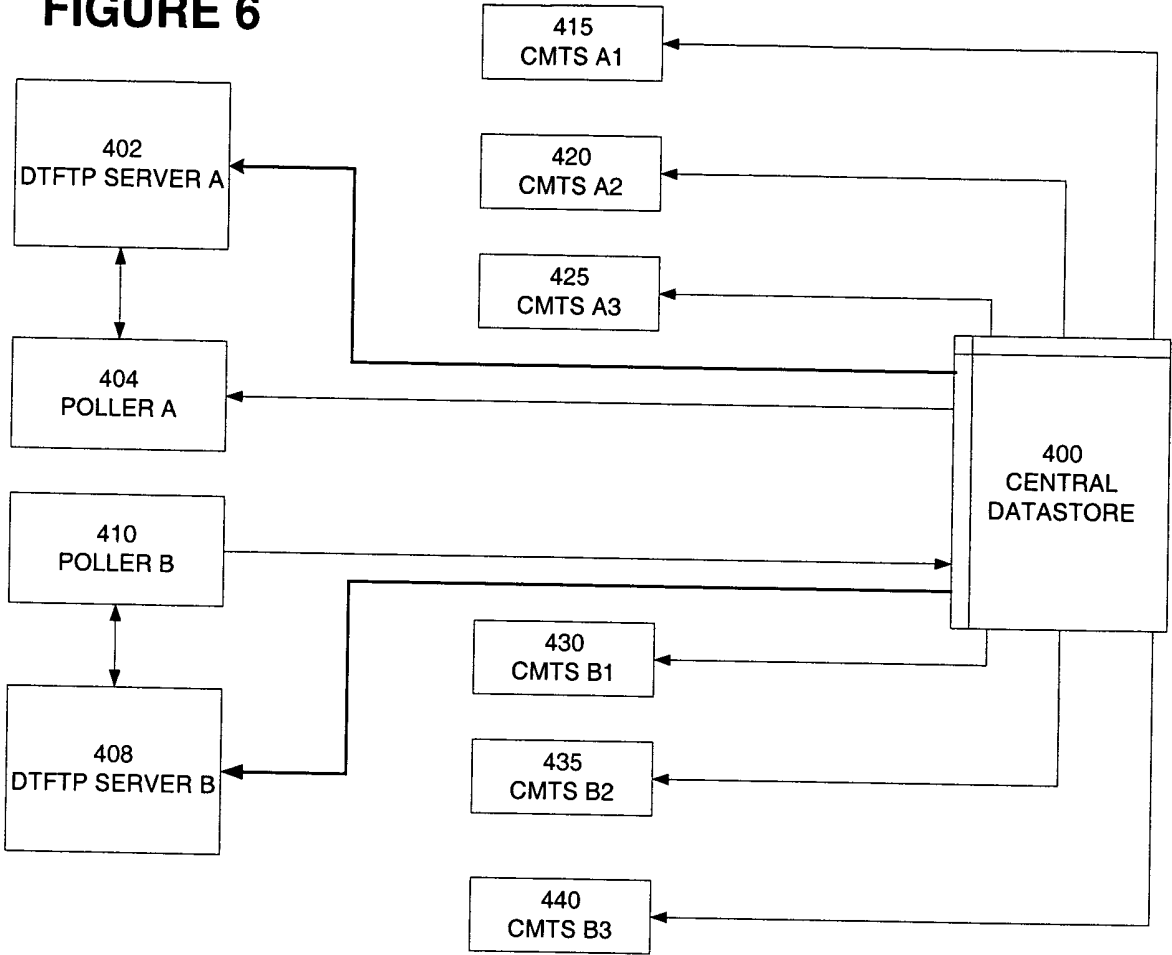 FIGURE 6
415
CMTS A1
402
DTFTP SERVER A
420
CMTS A2
425
CMTS A3
404
POLLER A
400
CENTRAL
DATASTORE
410
POLLER B
430
CMTS B1
408
DTFTP SERVER B
435
CMTS B2
440
CMTS B3